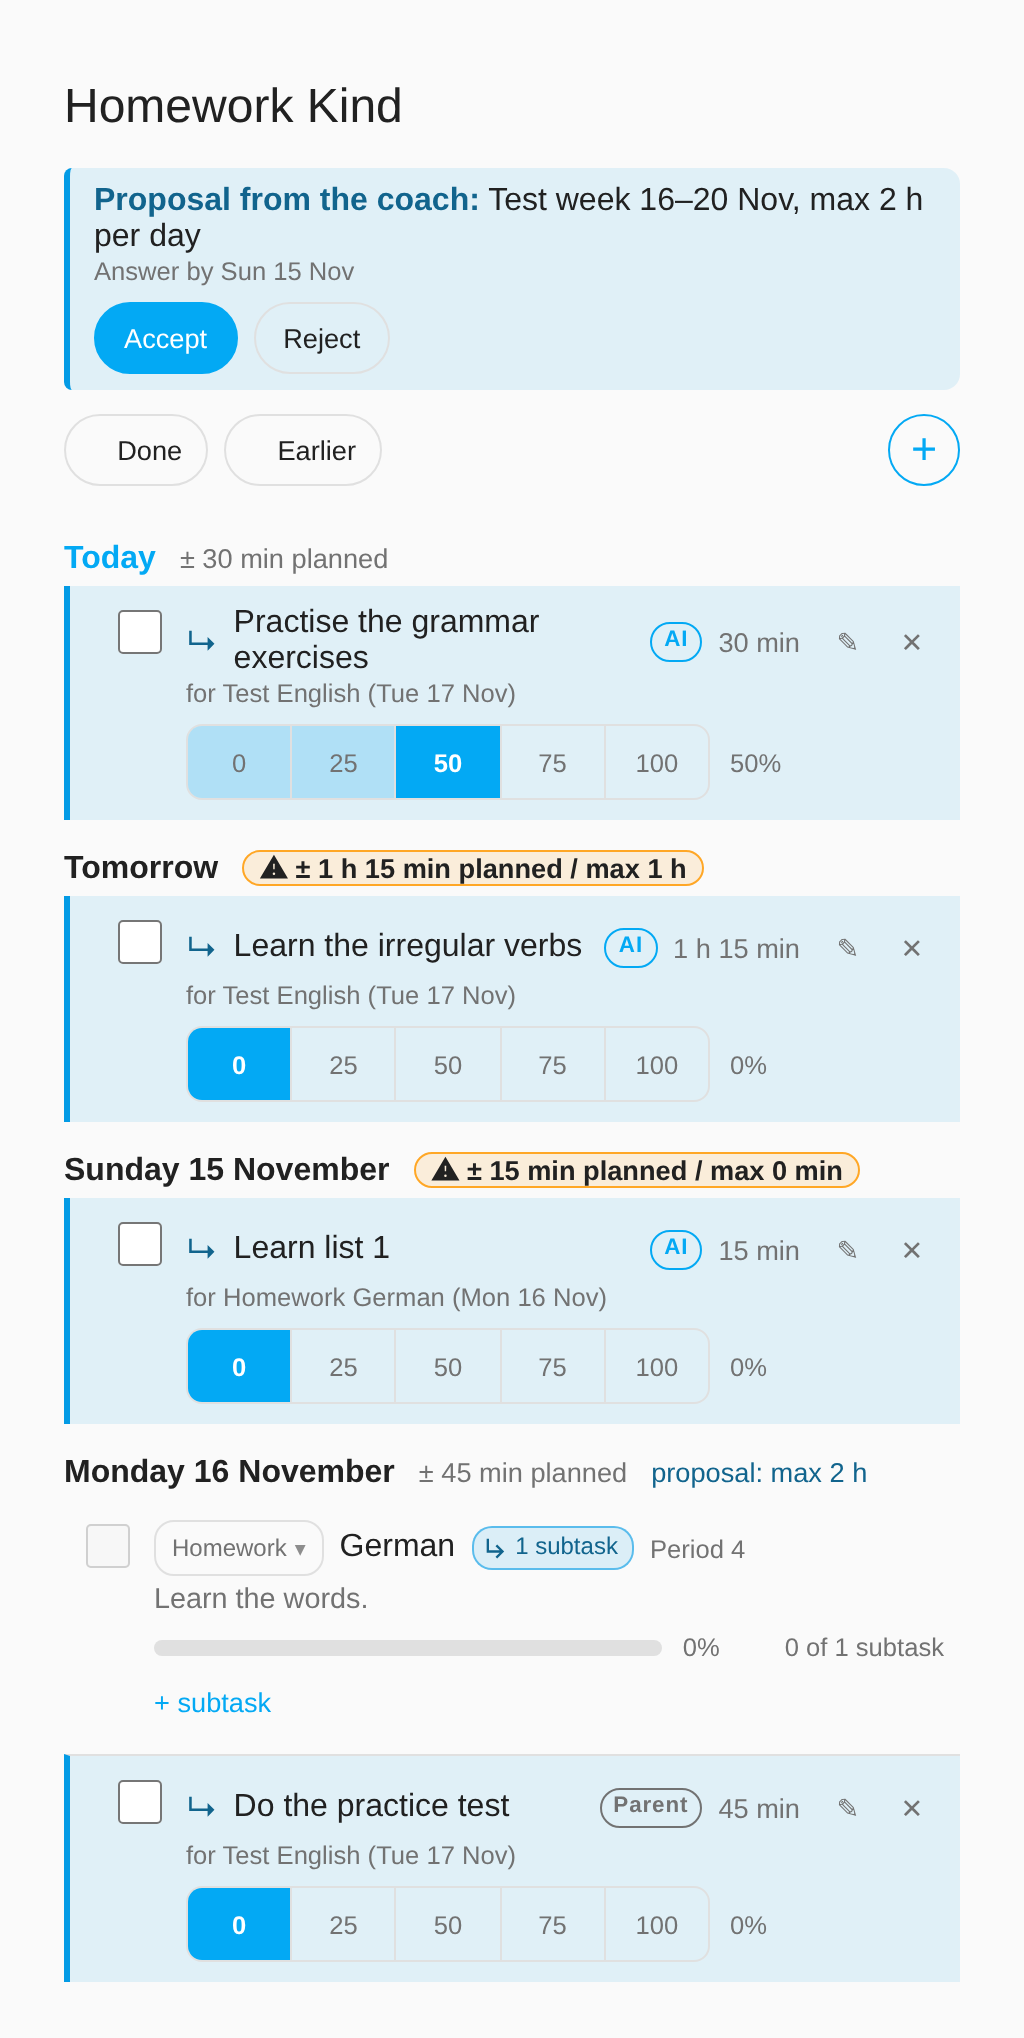 Homework Kind
Proposal from the coach: Test week 16–20 Nov, max 2 h
per day
Answer by Sun 15 Nov
Accept Reject
Done Earlier +
Today ± 30 min planned
↳ Practise the grammar
exercises AI 30 min ✎ ✕
for Test English (Tue 17 Nov)
0 25 50 75 100 50%
Tomorrow ⚠ ± 1 h 15 min planned / max 1 h
↳ Learn the irregular verbs AI 1 h 15 min ✎ ✕
for Test English (Tue 17 Nov)
0 25 50 75 100 0%
Sunday 15 November ⚠ ± 15 min planned / max 0 min
↳ Learn list 1 AI 15 min ✎ ✕
for Homework German (Mon 16 Nov)
0 25 50 75 100 0%
Monday 16 November ± 45 min planned proposal: max 2 h
Homework ▾ German ↳ 1 subtask Period 4
Learn the words.
0% 0 of 1 subtask
+ subtask
↳ Do the practice test Parent 45 min ✎ ✕
for Test English (Tue 17 Nov)
0 25 50 75 100 0%